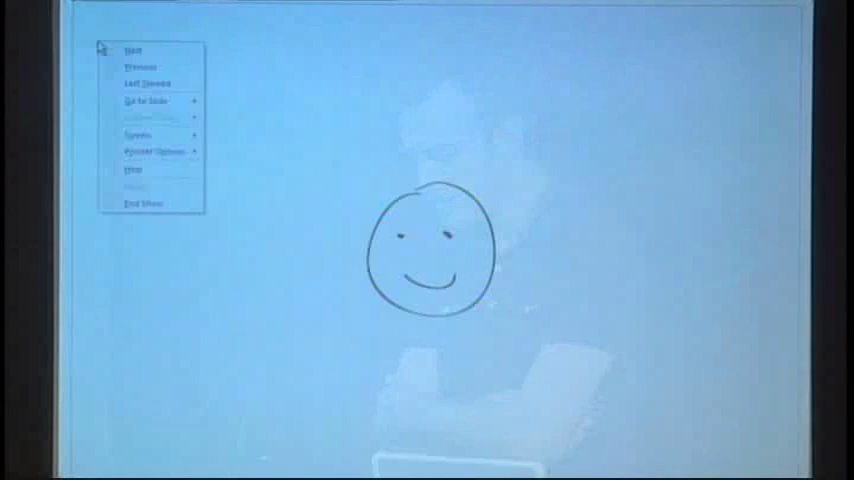 Next
Previous
Last Viewed
Go to Slide
Screen
Pointer Options
Help
End Show